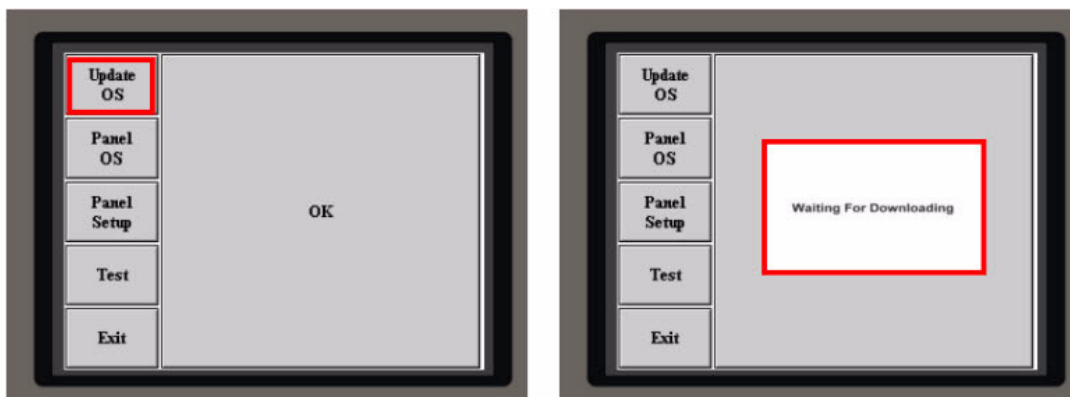 Update
OS
Panel
OS
Panel
Setup
Test
Exit
OK
Update
OS
Panel
OS
Panel
Setup
Test
Exit
Waiting For Downloading